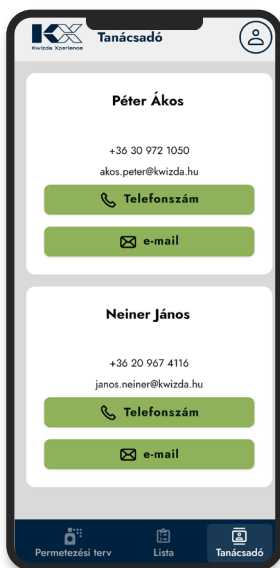 KX
Kwizda Xperience
Tanácsadó
Péter Ákos
+36 30 972 1050
akos.peter@kwizda.hu
Telefonszám
e-mail
Neiner János
+36 20 967 4116
janos.neiner@kwizda.hu
Telefonszám
e-mail
Permetezési terv
Lista
Tanácsadó